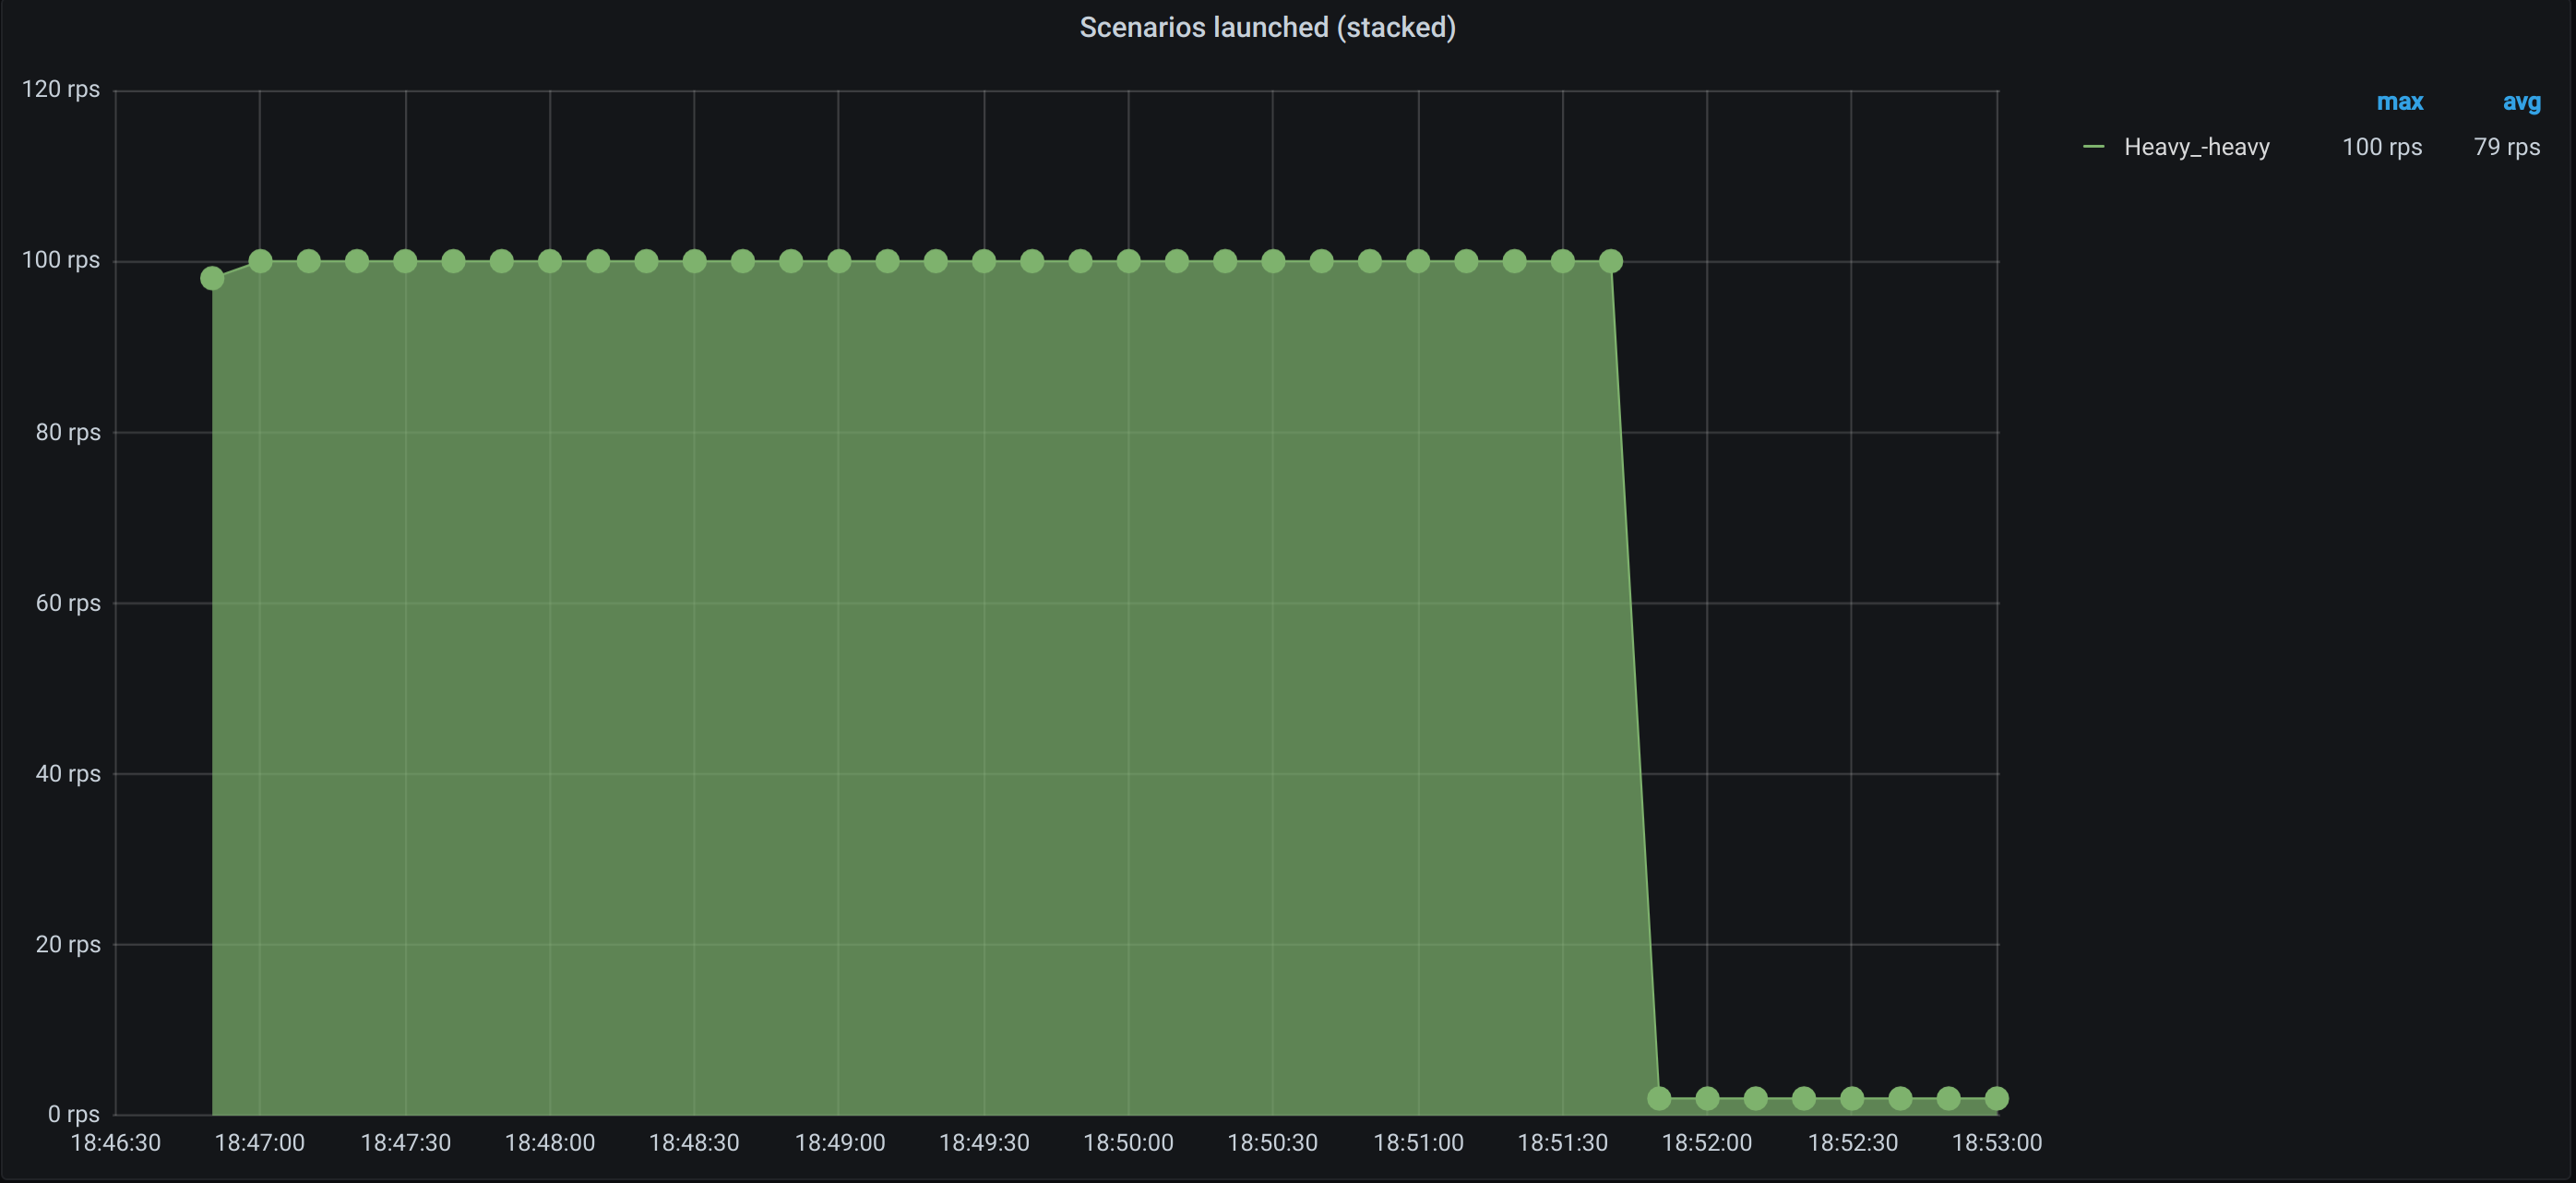 Scenarios launched (stacked)
120 rps
100 rps
80 rps
60 rps
40 rps
20 rps
0 rps
18:46:30 18:47:00 18:47:30 18:48:00 18:48:30 18:49:00 18:49:30 18:50:00 18:50:30 18:51:00 18:51:30 18:52:00 18:52:30 18:53:00
max avg
Heavy_-heavy 100 rps 79 rps